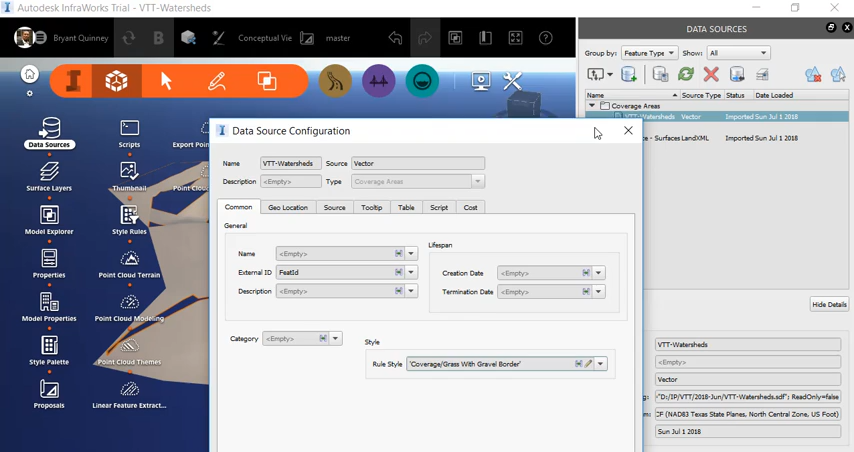 Autodesk InfraWorks Trial - VTT-Watersheds
Bryant Quinney
Conceptual Vie
master
DATA SOURCES
Group by: Feature Type Show: All
Name Source Type Status Date Loaded
Coverage Areas
VTT-Watersheds Vector Imported Sun Jul 1 2018
e - Surfaces LandXML Imported Sun Jul 1 2018
Hide Details
VTT-Watersheds
<Empty>
Vector
"D:/IP/VTT/2018-Jun/VTT-Watersheds.sdf"; ReadOnly=false
CF (NAD83 Texas State Planes, North Central Zone, US Foot)
Sun Jul 1 2018
Data Sources
Scripts
Export Poin
Surface Layers
Thumbnail
Point Cloud
Model Explorer
Style Rules
Properties
Point Cloud Terrain
Model Properties
Point Cloud Modeling
Style Palette
Point Cloud Themes
Proposals
Linear Feature Extract...
Data Source Configuration
Name VTT-Watersheds Source Vector
Description <Empty> Type Coverage Areas
Common Geo Location Source Tooltip Table Script Cost
General
Name <Empty>
External ID FeatId
Description <Empty>
Lifespan
Creation Date <Empty>
Termination Date <Empty>
Category <Empty>
Style
Rule Style 'Coverage/Grass With Gravel Border'